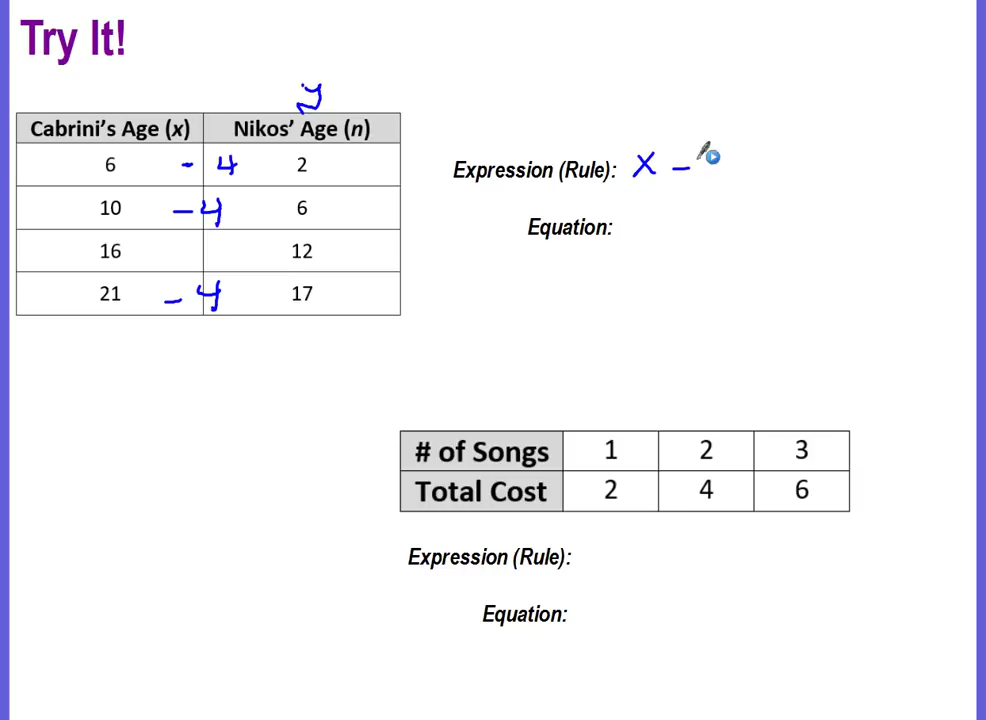 Try It!
y
Cabrini's Age (x) Nikos' Age (n)
6 - 4 2
10 - 4 6
16 12
21 - 4 17
Expression (Rule): x -
Equation:
# of Songs 1 2 3
Total Cost 2 4 6
Expression (Rule):
Equation: